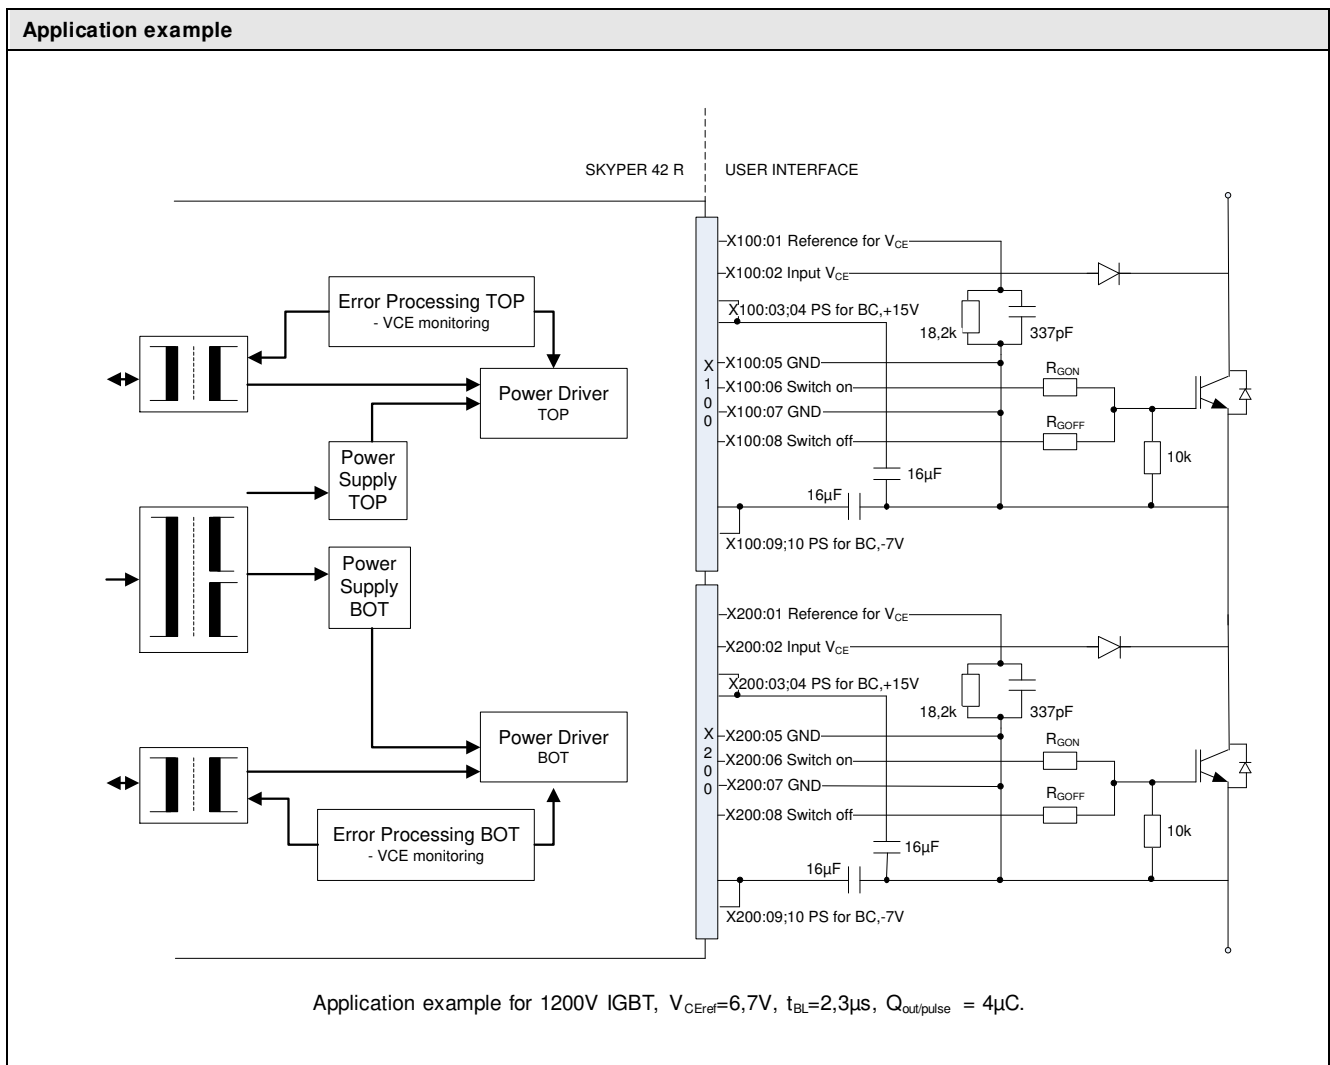 Application example
SKYPER 42 R
USER INTERFACE
X100:01 Reference for VCE
X100:02 Input VCE
X100:03;04 PS for BC,+15V
18,2k
337pF
X100:05 GND
X100:06 Switch on
RGON
X100:07 GND
RGOFF
X100:08 Switch off
10k
16µF
16µF
X100:09;10 PS for BC,-7V
X100
Error Processing TOP
- VCE monitoring
Power Driver
TOP
Power
Supply
TOP
Power
Supply
BOT
Power Driver
BOT
Error Processing BOT
- VCE monitoring
X200:01 Reference for VCE
X200:02 Input VCE
X200:03;04 PS for BC,+15V
18,2k
337pF
X200:05 GND
X200:06 Switch on
RGON
X200:07 GND
RGOFF
X200:08 Switch off
10k
16µF
16µF
X200:09;10 PS for BC,-7V
X200
Application example for 1200V IGBT, VCEref=6,7V, tBL=2,3µs, Qout/pulse = 4µC.